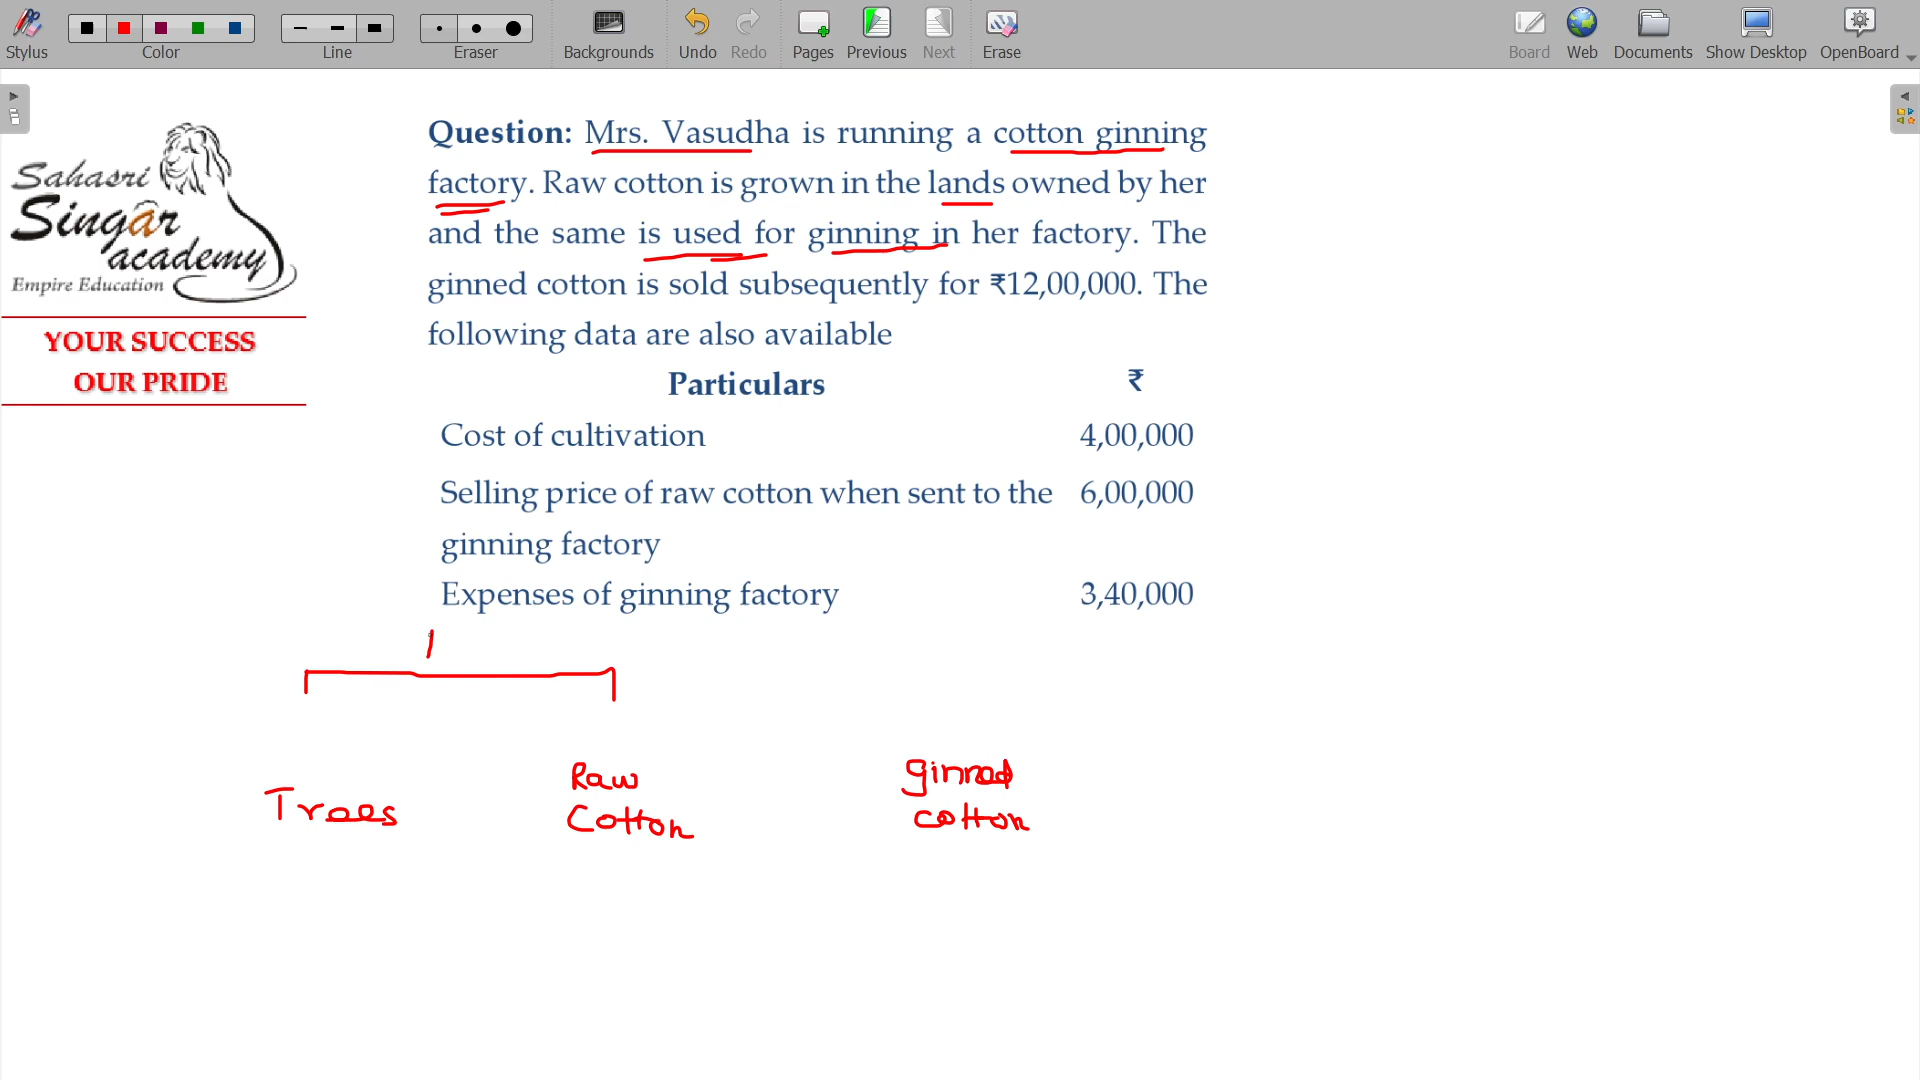 Stylus
Color
Line
Eraser
Backgrounds
Undo
Redo
Pages
Previous
Next
Erase
Board
Web
Documents
Show Desktop
OpenBoard
Sahasri
Singar
academy
Empire Education
YOUR SUCCESS
OUR PRIDE
Question: Mrs. Vasudha is running a cotton ginning
factory. Raw cotton is grown in the lands owned by her
and the same is used for ginning in her factory. The
ginned cotton is sold subsequently for ₹12,00,000. The
following data are also available
Particulars ₹
Cost of cultivation 4,00,000
Selling price of raw cotton when sent to the 6,00,000
ginning factory
Expenses of ginning factory 3,40,000
Trees
Raw
Cotton
ginned
cotton